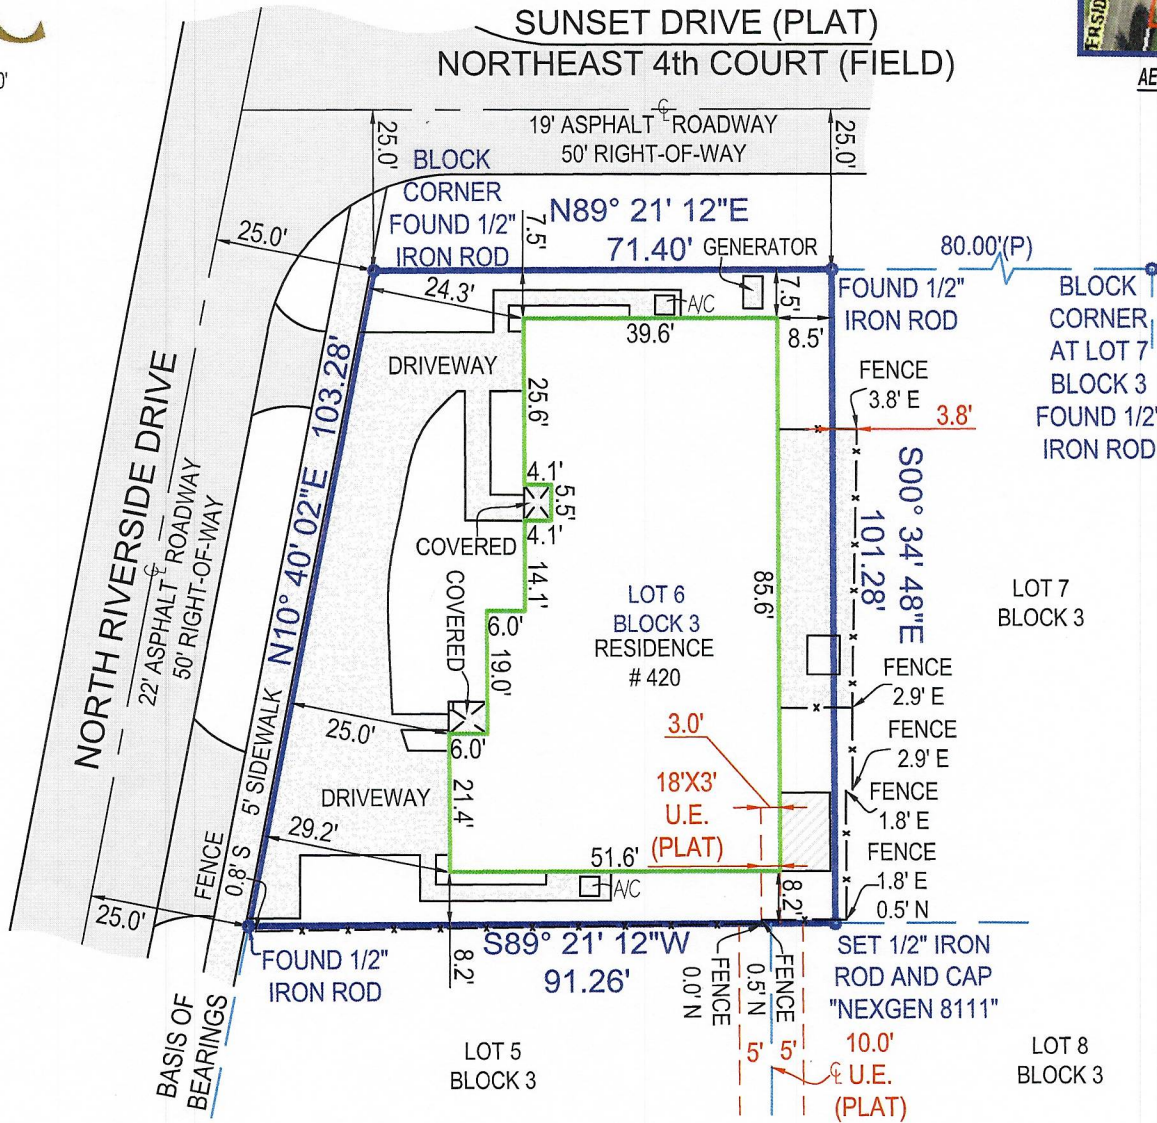 SUNSET DRIVE (PLAT)
NORTHEAST 4th COURT (FIELD)
0'
ERSID
AE
19' ASPHALT ROADWAY
50' RIGHT-OF-WAY
25.0'
25.0'
BLOCK
CORNER
FOUND 1/2"
IRON ROD
25.0'
7.5'
N89° 21' 12"E
71.40'
GENERATOR
80.00'(P)
24.3'
A/C
39.6'
7.5'
8.5'
FOUND 1/2"
IRON ROD
BLOCK
CORNER
AT LOT 7
BLOCK 3
FOUND 1/2"
IRON ROD
DRIVEWAY
FENCE
3.8' E
3.8'
NORTH RIVERSIDE DRIVE
22' ASPHALT ROADWAY
50' RIGHT-OF-WAY
N10° 40' 02"E 103.28'
25.6'
4.1'
5.5'
4.1'
COVERED
14.1'
COVERED
6.0'
19.0'
6.0'
85.6'
S00° 34' 48"E
101.28'
LOT 6
BLOCK 3
RESIDENCE
# 420
LOT 7
BLOCK 3
FENCE
2.9' E
FENCE
2.9' E
FENCE
1.8' E
FENCE
1.8' E
0.5' N
5' SIDEWALK
25.0'
DRIVEWAY
21.4'
3.0'
18'X3'
U.E.
(PLAT)
29.2'
51.6'
A/C
8.2'
FENCE
0.8' S
25.0'
FOUND 1/2"
IRON ROD
8.2'
S89° 21' 12"W
91.26'
FENCE
0.0' N
FENCE
0.5' N
SET 1/2" IRON
ROD AND CAP
"NEXGEN 8111"
BASIS OF
BEARINGS
LOT 5
BLOCK 3
5' 5'
10.0'
℄ U.E.
(PLAT)
LOT 8
BLOCK 3